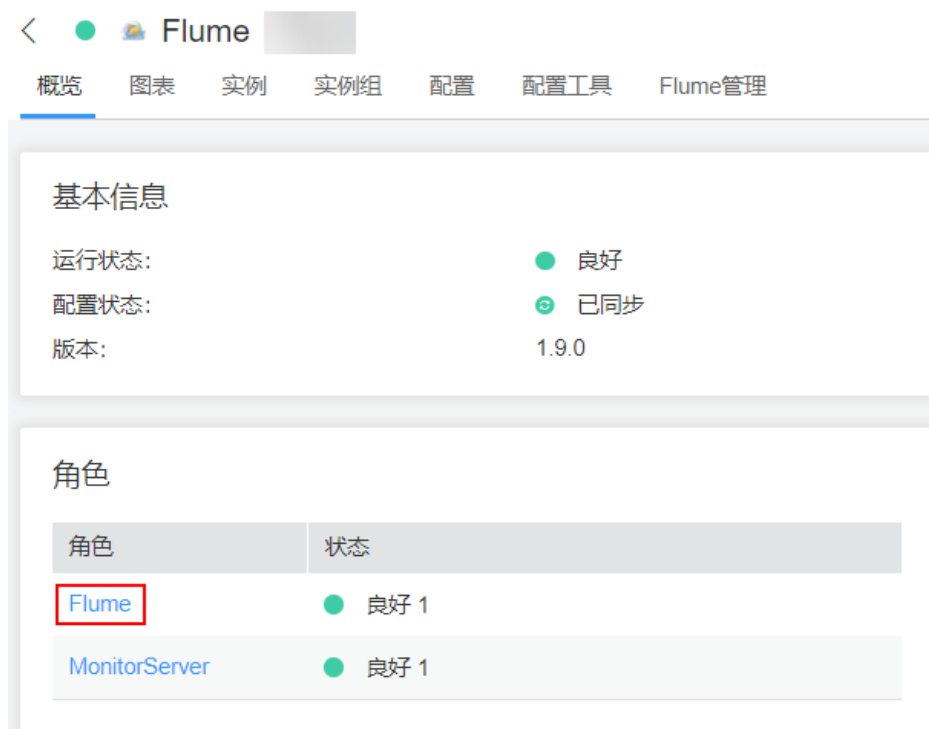 Flume
概览 图表 实例 实例组 配置 配置工具 Flume管理
基本信息
运行状态: 良好
配置状态: 已同步
版本: 1.9.0
角色
角色 状态
Flume 良好 1
MonitorServer 良好 1